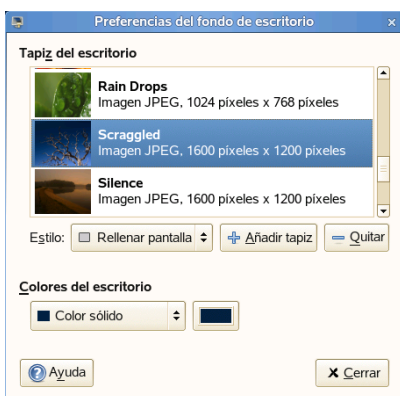 Preferencias del fondo de escritorio
Tapiz del escritorio
Rain Drops
Imagen JPEG, 1024 píxeles x 768 píxeles
Scraggled
Imagen JPEG, 1600 píxeles x 1200 píxeles
Silence
Imagen JPEG, 1600 píxeles x 1200 píxeles
Estilo: Rellenar pantalla Añadir tapiz Quitar
Colores del escritorio
Color sólido
Ayuda Cerrar